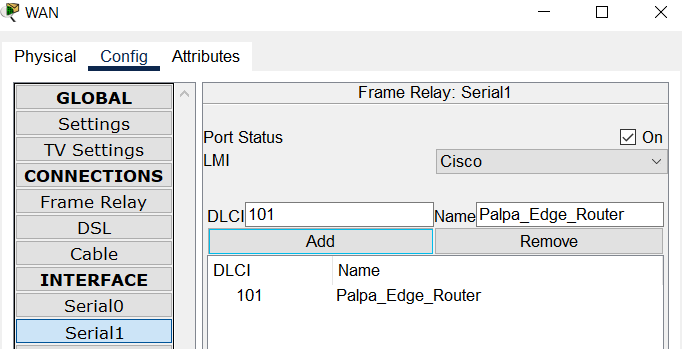 WAN
Physical Config Attributes
GLOBAL
Settings
TV Settings
CONNECTIONS
Frame Relay
DSL
Cable
INTERFACE
Serial0
Serial1
Frame Relay: Serial1
Port Status On
LMI Cisco
DLCI 101 Name Palpa_Edge_Router
Add Remove
DLCI Name
101 Palpa_Edge_Router